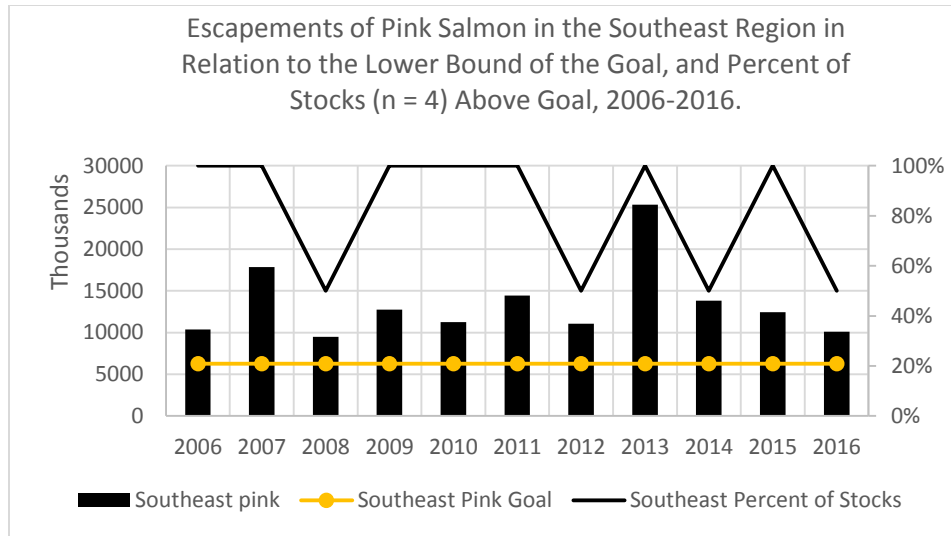 Escapements of Pink Salmon in the Southeast Region in
Relation to the Lower Bound of the Goal, and Percent of
Stocks (n = 4) Above Goal, 2006-2016.
Thousands
30000
25000
20000
15000
10000
5000
0
100%
80%
60%
40%
20%
0%
2006 2007 2008 2009 2010 2011 2012 2013 2014 2015 2016
Southeast pink Southeast Pink Goal Southeast Percent of Stocks